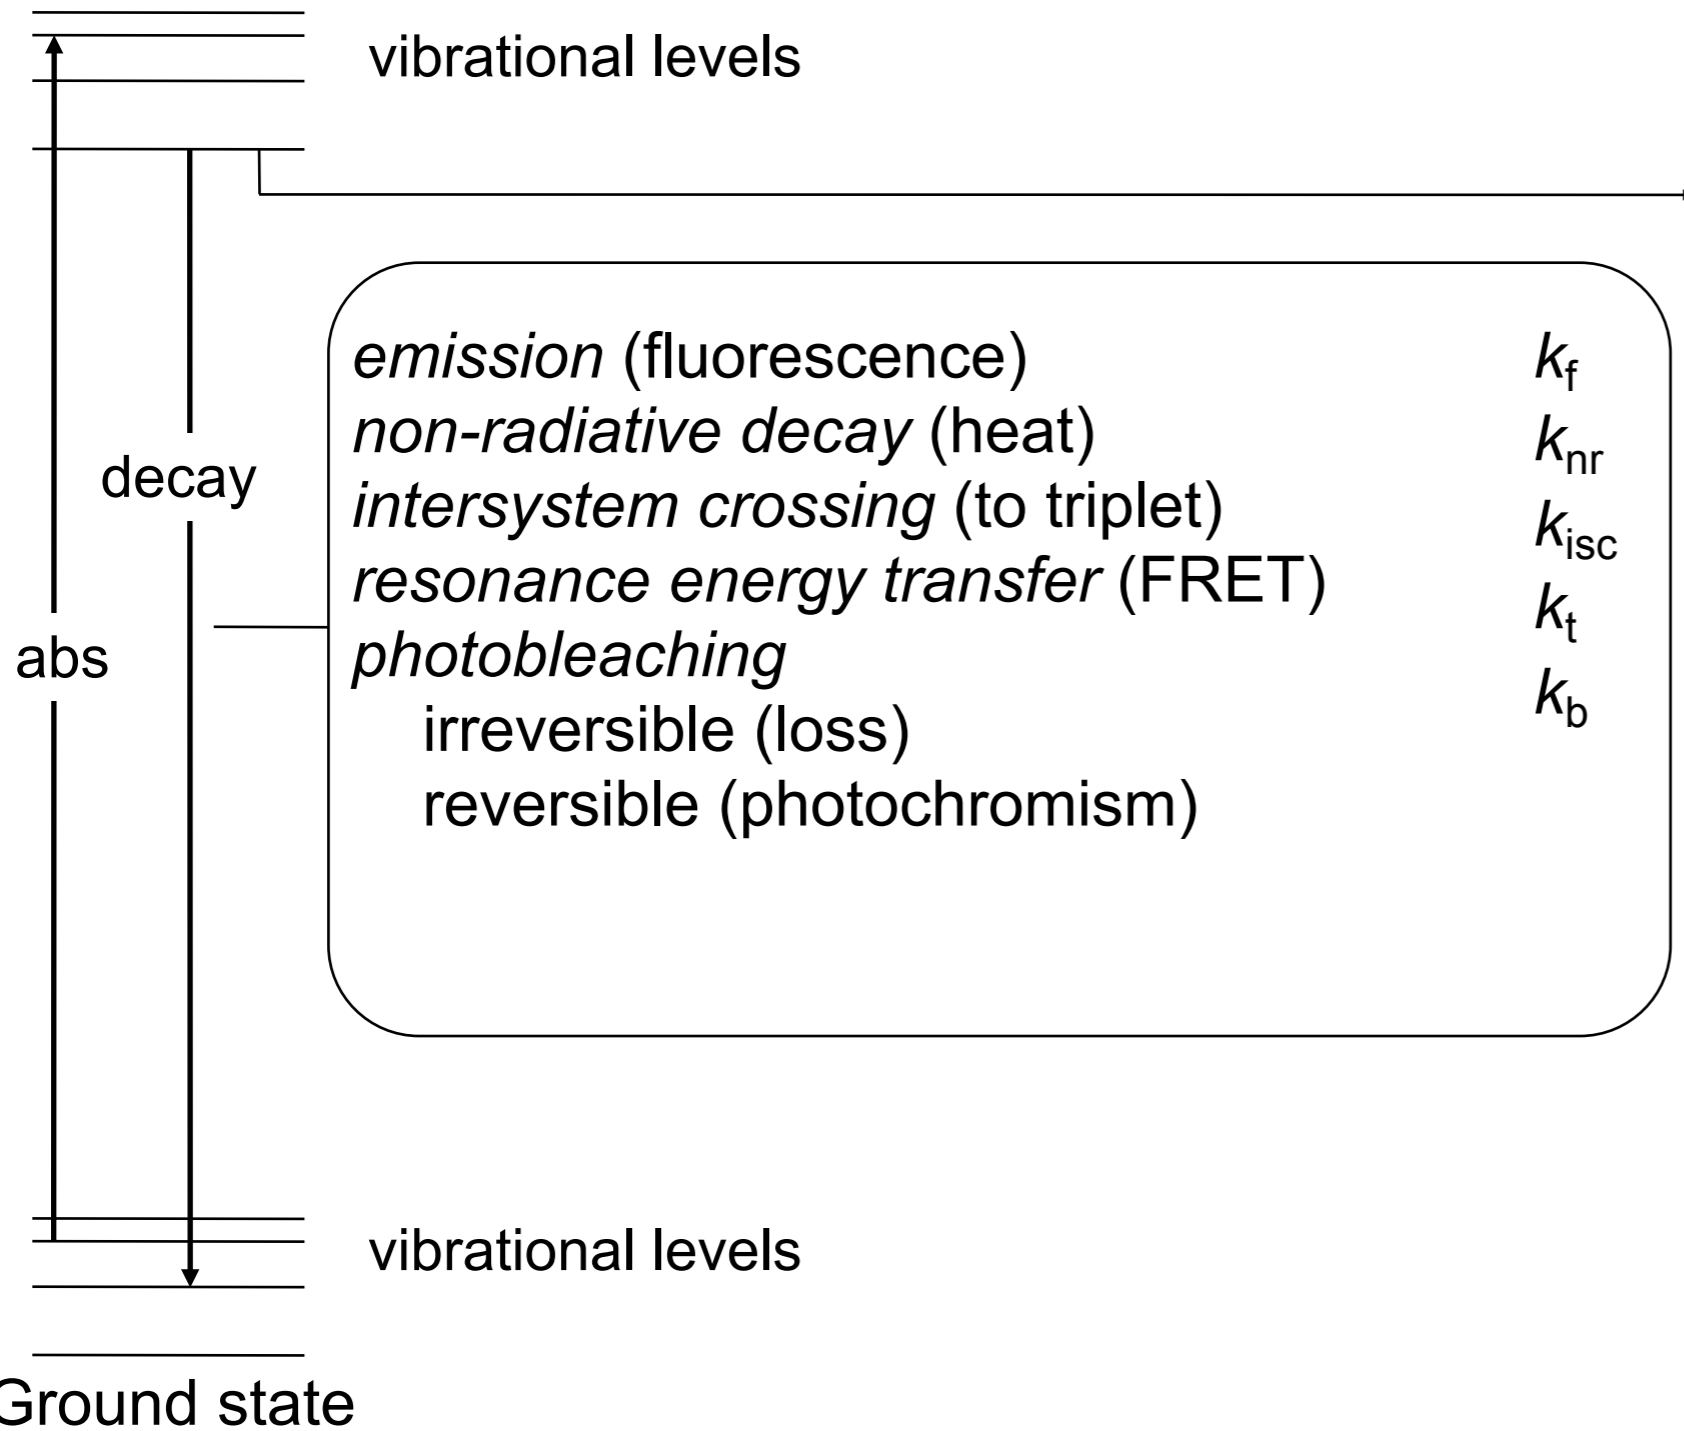 vibrational levels
emission (fluorescence) kf
non-radiative decay (heat) knr
decay
intersystem crossing (to triplet) kisc
resonance energy transfer (FRET) kt
abs
photobleaching kb
irreversible (loss)
reversible (photochromism)
vibrational levels
Ground state